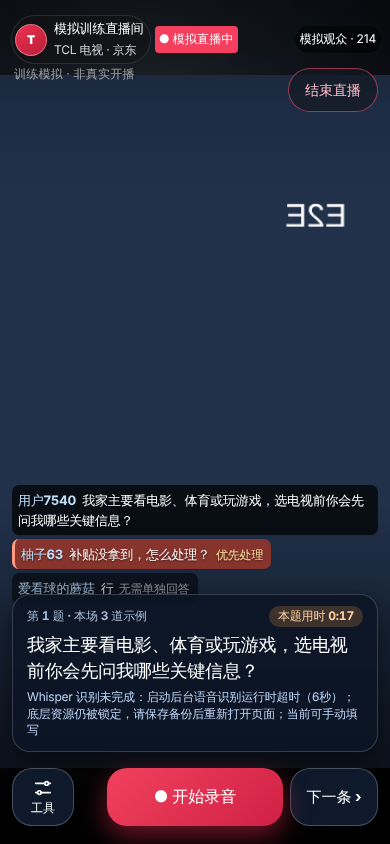 T
模拟训练直播间
TCL 电视 · 京东
模拟直播中
模拟观众 · 214
训练模拟 · 非真实开播
结束直播
E2E
用户7540 我家主要看电影、体育或玩游戏，选电视前你会先
问我哪些关键信息？
柚子63 补贴没拿到，怎么处理？ 优先处理
爱看球的蘑菇 行 无需单独回答
第 1 题 · 本场 3 道示例
本题用时 0:17
我家主要看电影、体育或玩游戏，选电视
前你会先问我哪些关键信息？
Whisper 识别未完成：启动后台语音识别运行时超时（6秒）；
底层资源仍被锁定，请保存备份后重新打开页面；当前可手动填
写
工具
开始录音
下一条 ›